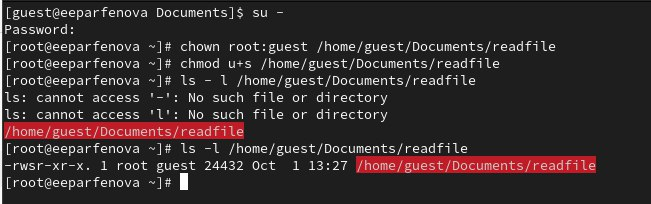 [guest@eeparfenova Documents]$ su -
Password:
[root@eeparfenova ~]# chown root:guest /home/guest/Documents/readfile
[root@eeparfenova ~]# chmod u+s /home/guest/Documents/readfile
[root@eeparfenova ~]# ls - l /home/guest/Documents/readfile
ls: cannot access '-': No such file or directory
ls: cannot access 'l': No such file or directory
/home/guest/Documents/readfile
[root@eeparfenova ~]# ls -l /home/guest/Documents/readfile
-rwsr-xr-x. 1 root guest 24432 Oct  1 13:27 /home/guest/Documents/readfile
[root@eeparfenova ~]#